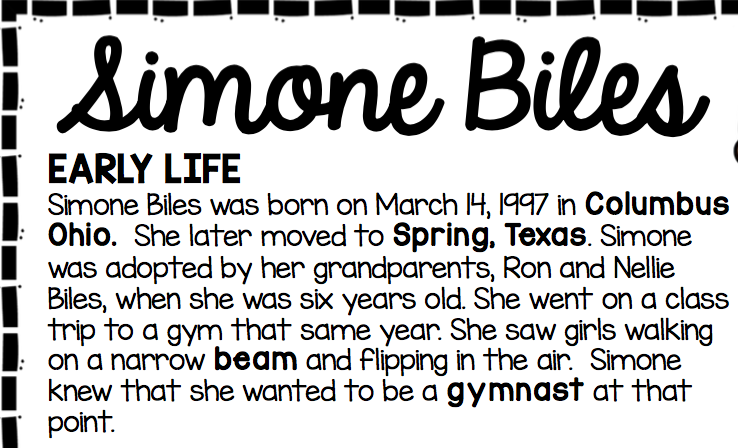 Simone Biles
EARLY LIFE
Simone Biles was born on March 14, 1997 in Columbus
Ohio. She later moved to Spring, Texas. Simone
was adopted by her grandparents, Ron and Nellie
Biles, when she was six years old. She went on a class
trip to a gym that same year. She saw girls walking
on a narrow beam and flipping in the air. Simone
knew that she wanted to be a gymnast at that
point.